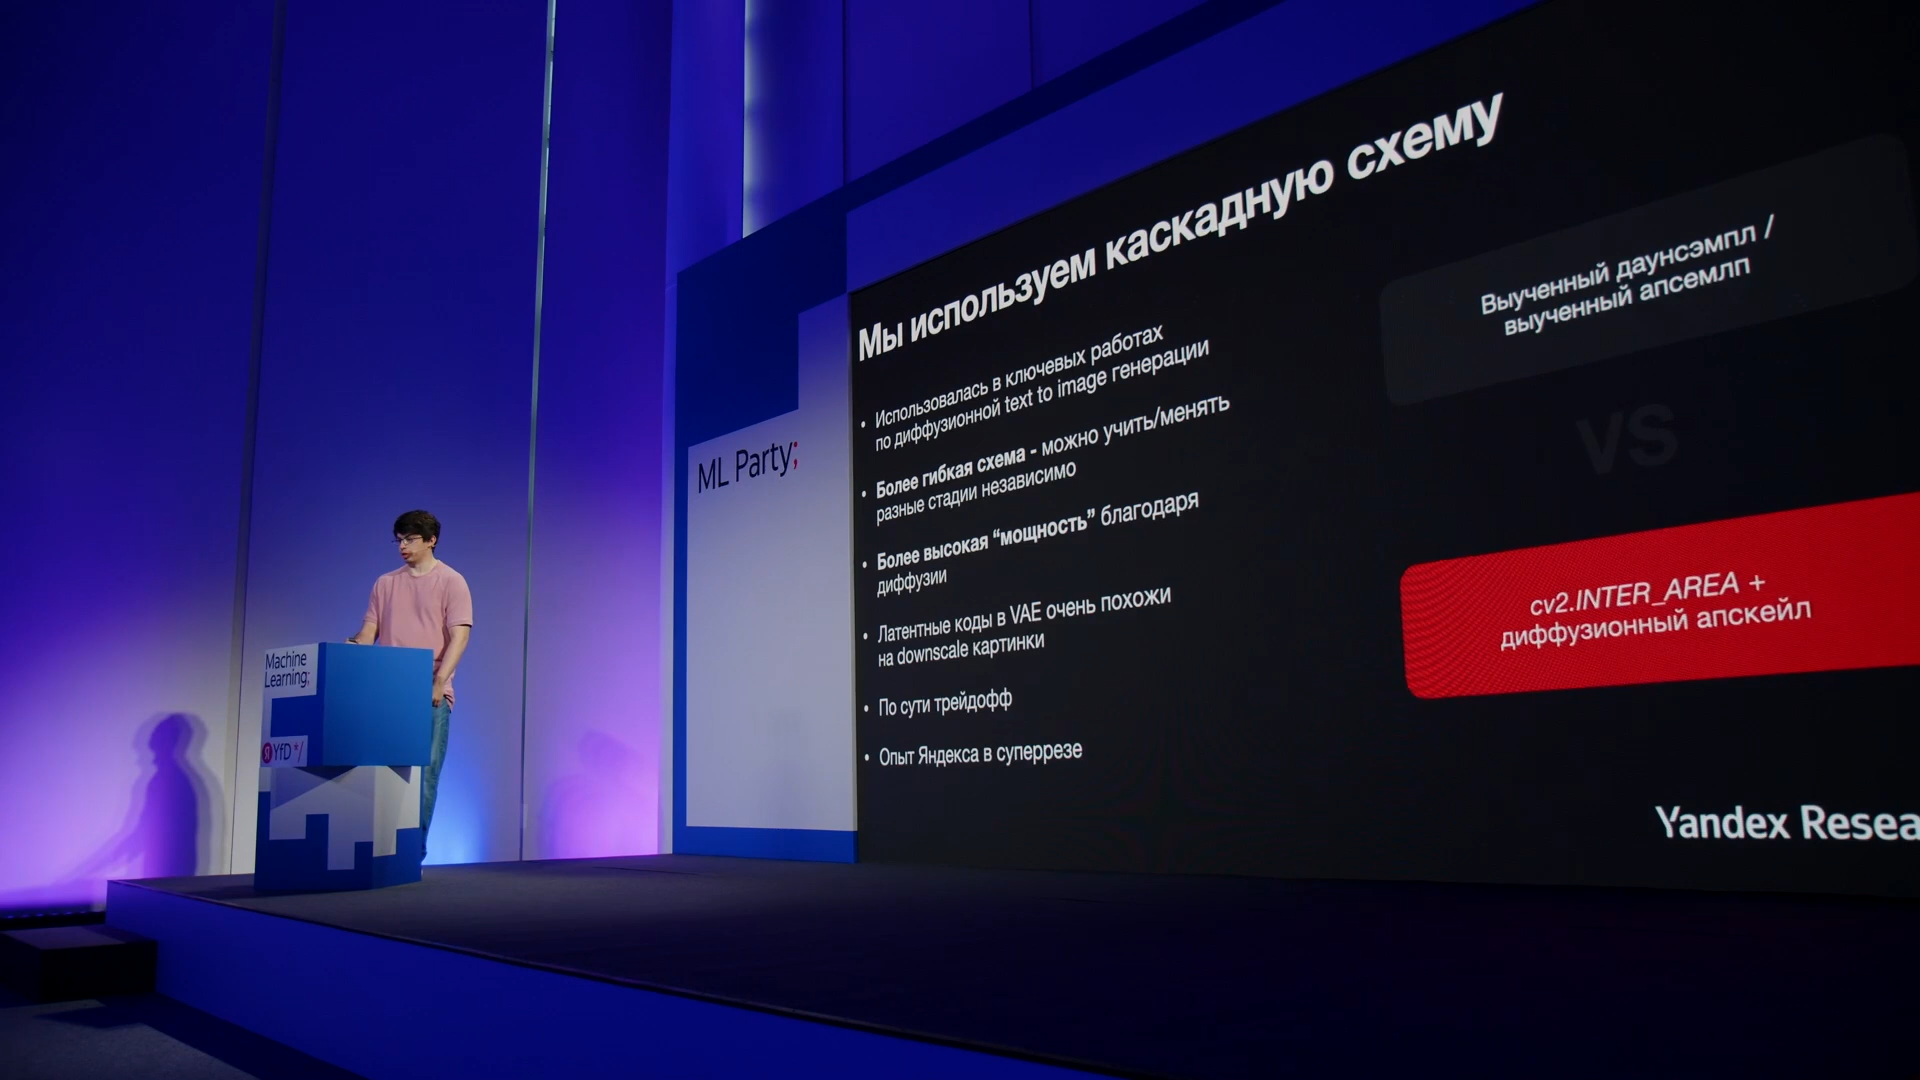 Мы используем каскадную схему
• Использовалась в ключевых работах
по диффузионной text to image генерации
• Более гибкая схема - можно учить/менять
разные стадии независимо
• Более высокая “мощность” благодаря
диффузии
• Латентные коды в VAE очень похожи
на downscale картинки
• По сути трейдофф
• Опыт Яндекса в суперрезе
Выученный даунсэмпл /
выученный апсемлп
VS
cv2.INTER_AREA +
диффузионный апскейл
Yandex Resea
ML Party;
Machine
Learning;
Я YfD */